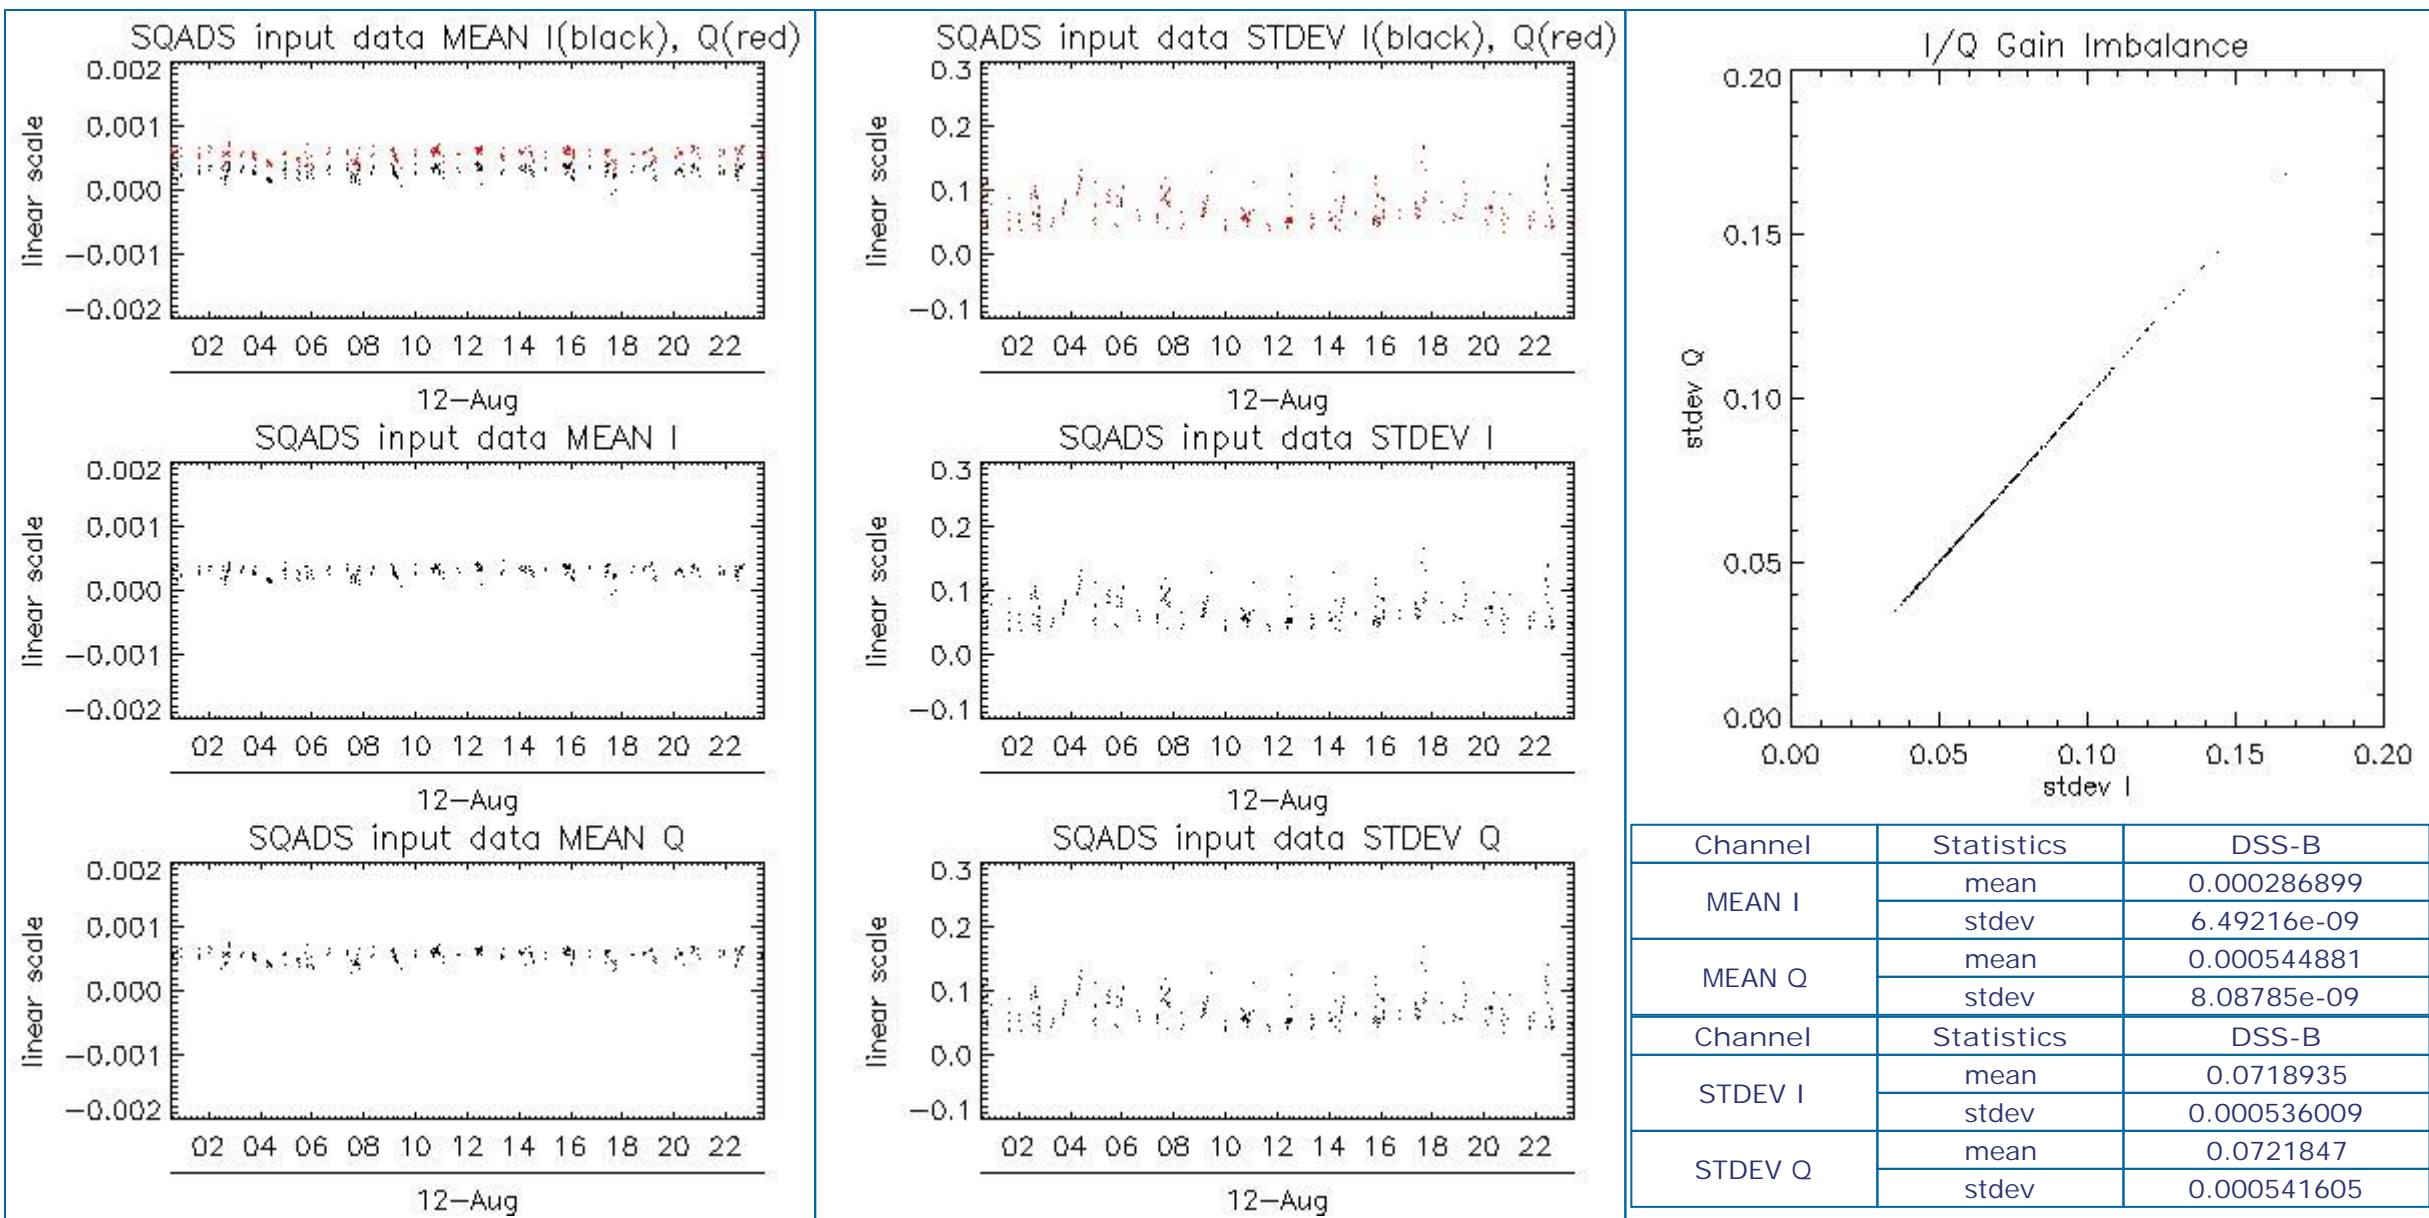 SQADS input data MEAN I(black), Q(red)
0.002
0.001
0.000
−0.001
−0.002
linear scale
02 04 06 08 10 12 14 16 18 20 22
12−Aug
SQADS input data MEAN I
0.002
0.001
0.000
−0.001
−0.002
linear scale
02 04 06 08 10 12 14 16 18 20 22
12−Aug
SQADS input data MEAN Q
0.002
0.001
0.000
−0.001
−0.002
linear scale
02 04 06 08 10 12 14 16 18 20 22
12−Aug
SQADS input data STDEV I(black), Q(red)
0.3
0.2
0.1
0.0
−0.1
linear scale
02 04 06 08 10 12 14 16 18 20 22
12−Aug
SQADS input data STDEV I
0.3
0.2
0.1
0.0
−0.1
linear scale
02 04 06 08 10 12 14 16 18 20 22
12−Aug
SQADS input data STDEV Q
0.3
0.2
0.1
0.0
−0.1
linear scale
02 04 06 08 10 12 14 16 18 20 22
12−Aug
I/Q Gain Imbalance
0.20
0.15
0.10
0.05
0.00
stdev Q
0.00 0.05 0.10 0.15 0.20
stdev I
Channel Statistics DSS-B
MEAN I mean 0.000286899
stdev 6.49216e-09
MEAN Q mean 0.000544881
stdev 8.08785e-09
Channel Statistics DSS-B
STDEV I mean 0.0718935
stdev 0.000536009
STDEV Q mean 0.0721847
stdev 0.000541605